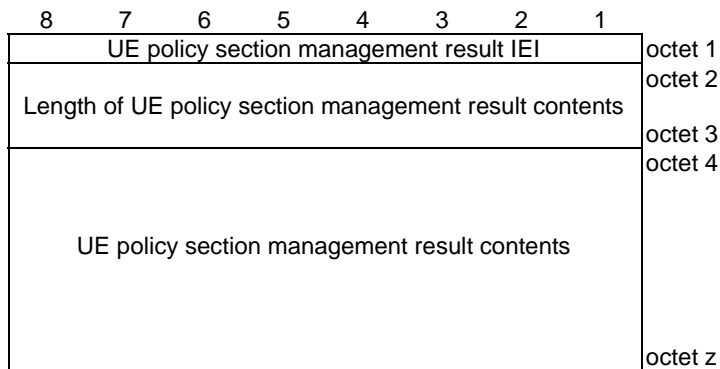 8 7 6 5 4 3 2 1
UE policy section management result IEI octet 1
octet 2
Length of UE policy section management result contents
octet 3
octet 4
UE policy section management result contents
octet z